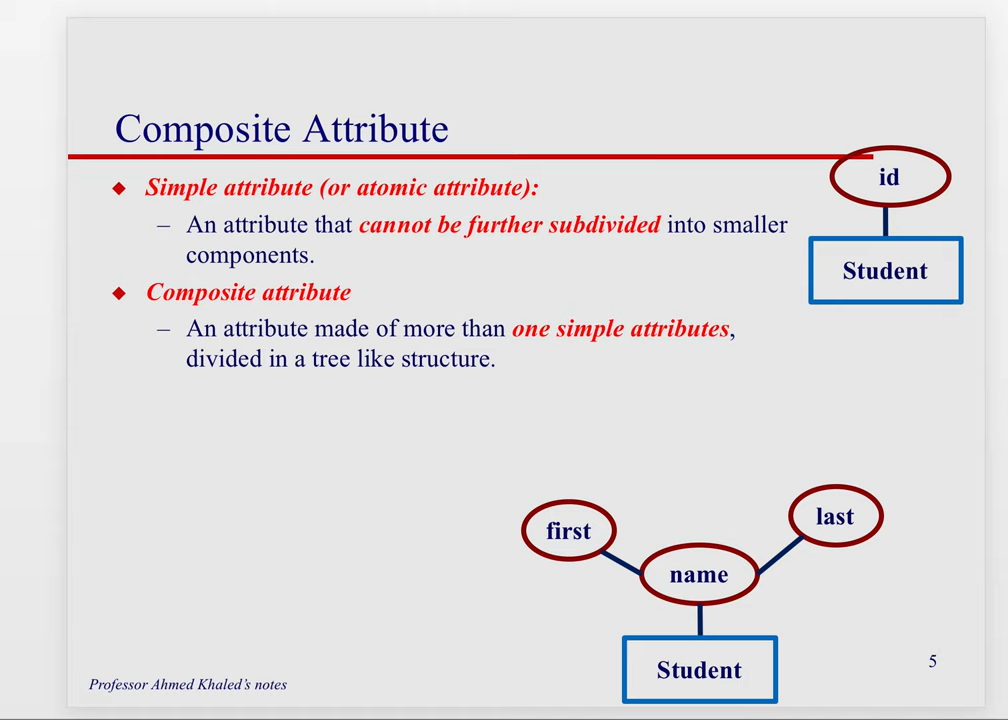 Composite Attribute
id
◆ Simple attribute (or atomic attribute):
– An attribute that cannot be further subdivided into smaller
components.
Student
◆ Composite attribute
– An attribute made of more than one simple attributes,
divided in a tree like structure.
first
last
name
Student
5
Professor Ahmed Khaled’s notes